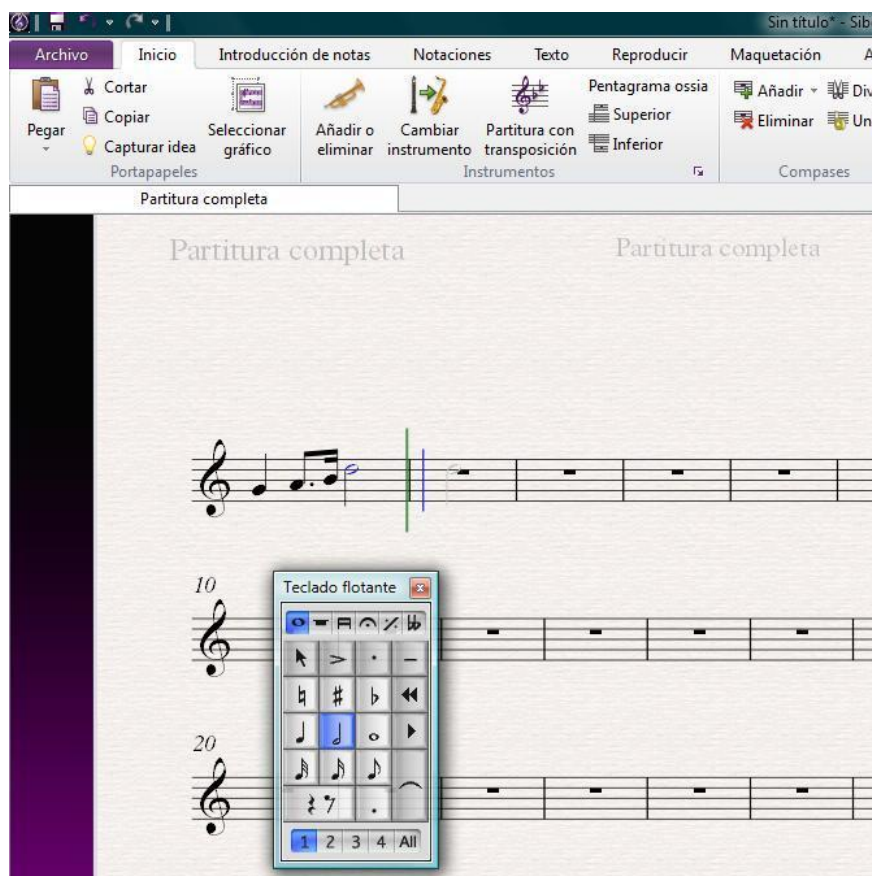 Sin título* - Sib
Archivo Inicio Introducción de notas Notaciones Texto Reproducir Maquetación A
Pegar
Cortar
Copiar
Capturar idea
Portapapeles
Seleccionar gráfico
Añadir o eliminar
Cambiar instrumento
Partitura con transposición
Pentagrama ossia
Superior
Inferior
Instrumentos
Añadir Div
Eliminar Un
Compases
Partitura completa
Partitura completa Partitura completa
10
Teclado flotante
20
1 2 3 4 All